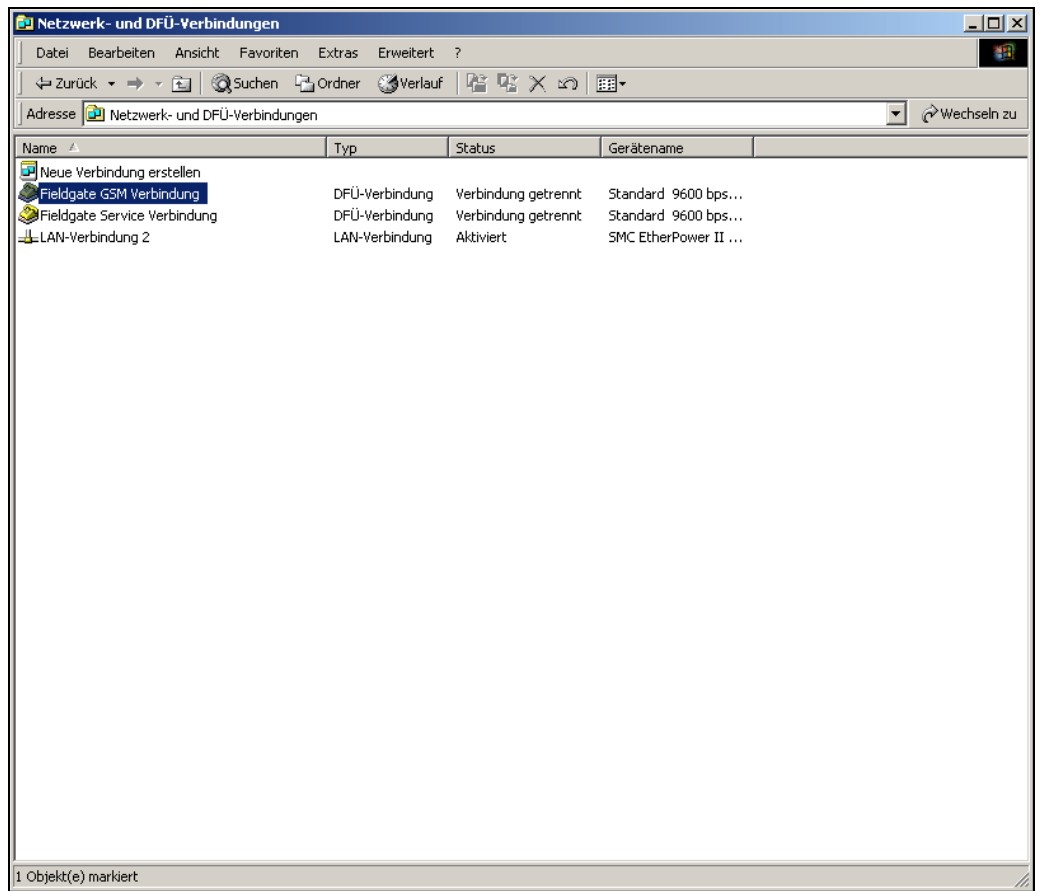 Netzwerk- und DFÜ-Verbindungen
Datei Bearbeiten Ansicht Favoriten Extras Erweitert ?
Zurück Suchen Ordner Verlauf
Adresse Netzwerk- und DFÜ-Verbindungen Wechseln zu
Name Typ Status Gerätename
Neue Verbindung erstellen
Fieldgate GSM Verbindung DFÜ-Verbindung Verbindung getrennt Standard 9600 bps...
Fieldgate Service Verbindung DFÜ-Verbindung Verbindung getrennt Standard 9600 bps...
LAN-Verbindung 2 LAN-Verbindung Aktiviert SMC EtherPower II ...
1 Objekt(e) markiert